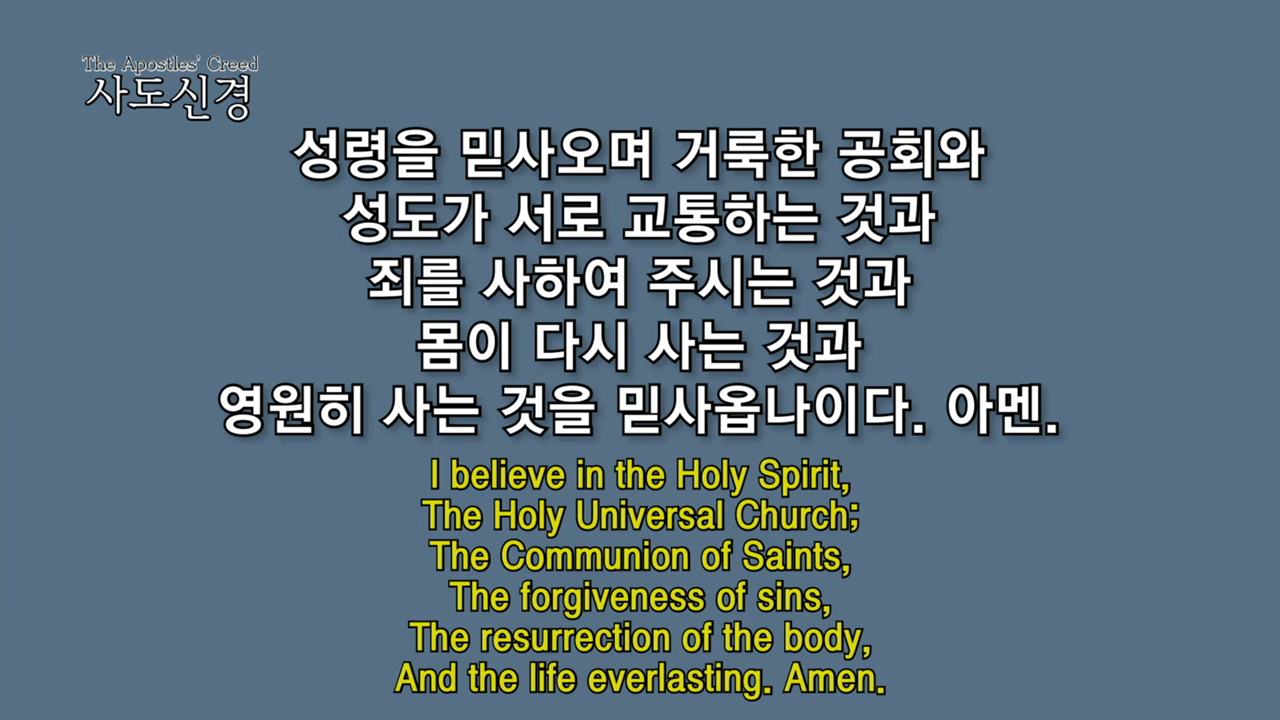 The Apostles' Creed
사도신경
성령을 믿사오며 거룩한 공회와
성도가 서로 교통하는 것과
죄를 사하여 주시는 것과
몸이 다시 사는 것과
영원히 사는 것을 믿사옵나이다. 아멘.
I believe in the Holy Spirit,
The Holy Universal Church;
The Communion of Saints,
The forgiveness of sins,
The resurrection of the body,
And the life everlasting. Amen.